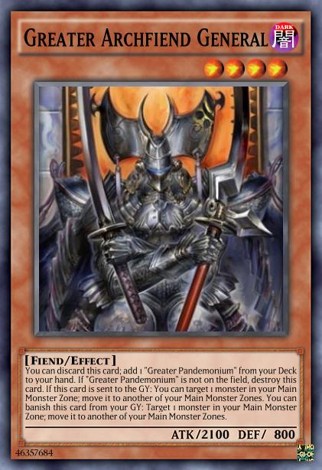 Greater Archfiend General
DARK
闇
[Fiend/Effect]
You can discard this card; add 1 "Greater Pandemonium" from your Deck
to your hand. If "Greater Pandemonium" is not on the field, destroy this
card. If this card is sent to the GY: You can target 1 monster in your Main
Monster Zone; move it to another of your Main Monster Zones. You can
banish this card from your GY: Target 1 monster in your Main Monster
Zone; move it to another of your Main Monster Zones.
ATK/2100 DEF/ 800
46357684